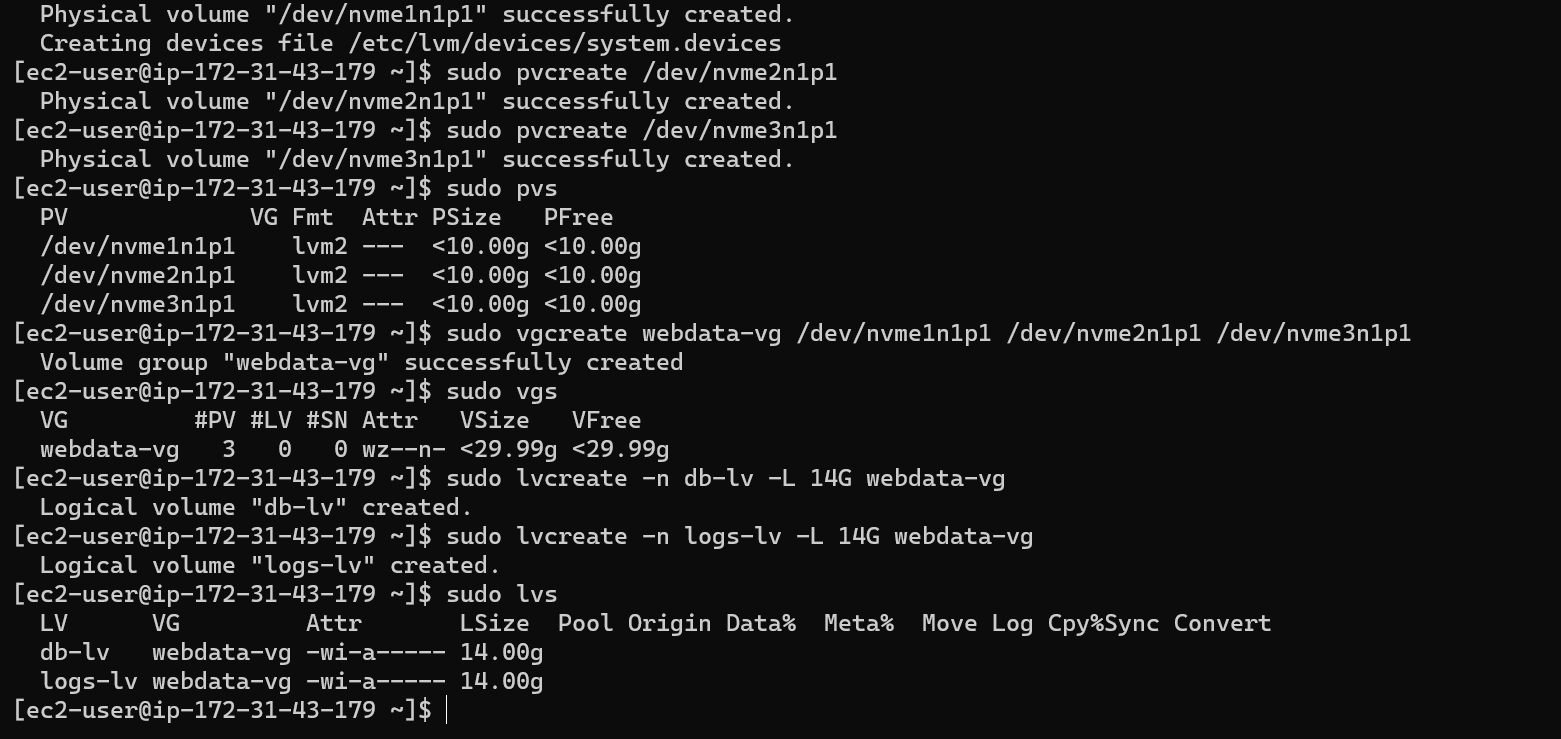 Physical volume "/dev/nvme1n1p1" successfully created.
Creating devices file /etc/lvm/devices/system.devices
[ec2-user@ip-172-31-43-179 ~]$ sudo pvcreate /dev/nvme2n1p1
Physical volume "/dev/nvme2n1p1" successfully created.
[ec2-user@ip-172-31-43-179 ~]$ sudo pvcreate /dev/nvme3n1p1
Physical volume "/dev/nvme3n1p1" successfully created.
[ec2-user@ip-172-31-43-179 ~]$ sudo pvs
PV             VG Fmt  Attr PSize   PFree
/dev/nvme1n1p1    lvm2 ---  <10.00g <10.00g
/dev/nvme2n1p1    lvm2 ---  <10.00g <10.00g
/dev/nvme3n1p1    lvm2 ---  <10.00g <10.00g
[ec2-user@ip-172-31-43-179 ~]$ sudo vgcreate webdata-vg /dev/nvme1n1p1 /dev/nvme2n1p1 /dev/nvme3n1p1
Volume group "webdata-vg" successfully created
[ec2-user@ip-172-31-43-179 ~]$ sudo vgs
VG         #PV #LV #SN Attr   VSize   VFree
webdata-vg   3   0   0 wz--n- <29.99g <29.99g
[ec2-user@ip-172-31-43-179 ~]$ sudo lvcreate -n db-lv -L 14G webdata-vg
Logical volume "db-lv" created.
[ec2-user@ip-172-31-43-179 ~]$ sudo lvcreate -n logs-lv -L 14G webdata-vg
Logical volume "logs-lv" created.
[ec2-user@ip-172-31-43-179 ~]$ sudo lvs
LV      VG         Attr       LSize  Pool Origin Data%  Meta%  Move Log Cpy%Sync Convert
db-lv   webdata-vg -wi-a----- 14.00g
logs-lv webdata-vg -wi-a----- 14.00g
[ec2-user@ip-172-31-43-179 ~]$